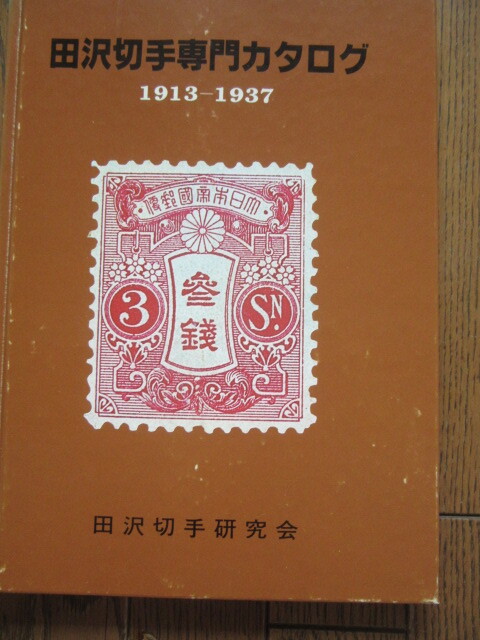 田沢切手専門カタログ
1913-1937
大日本帝國郵便
3
参
銭
SN.
田沢切手研究会